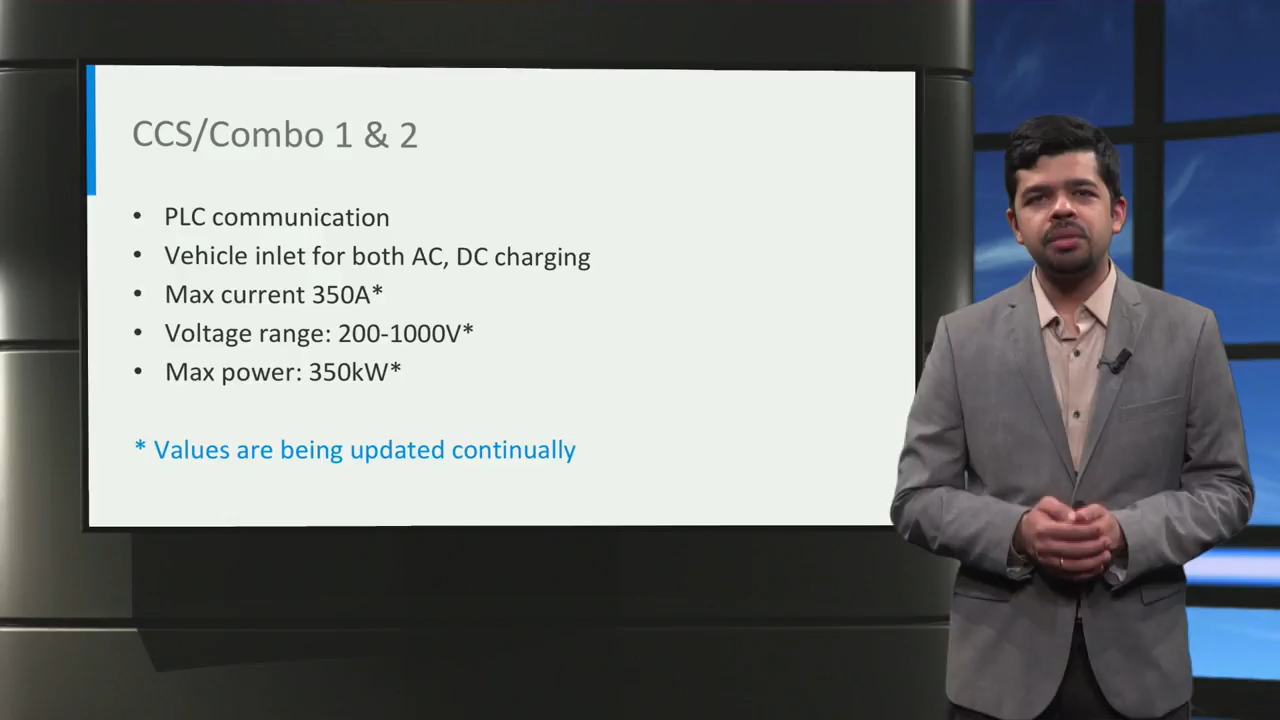 CCS/Combo 1 & 2
• PLC communication
• Vehicle inlet for both AC, DC charging
• Max current 350A*
• Voltage range: 200-1000V*
• Max power: 350kW*
* Values are being updated continually